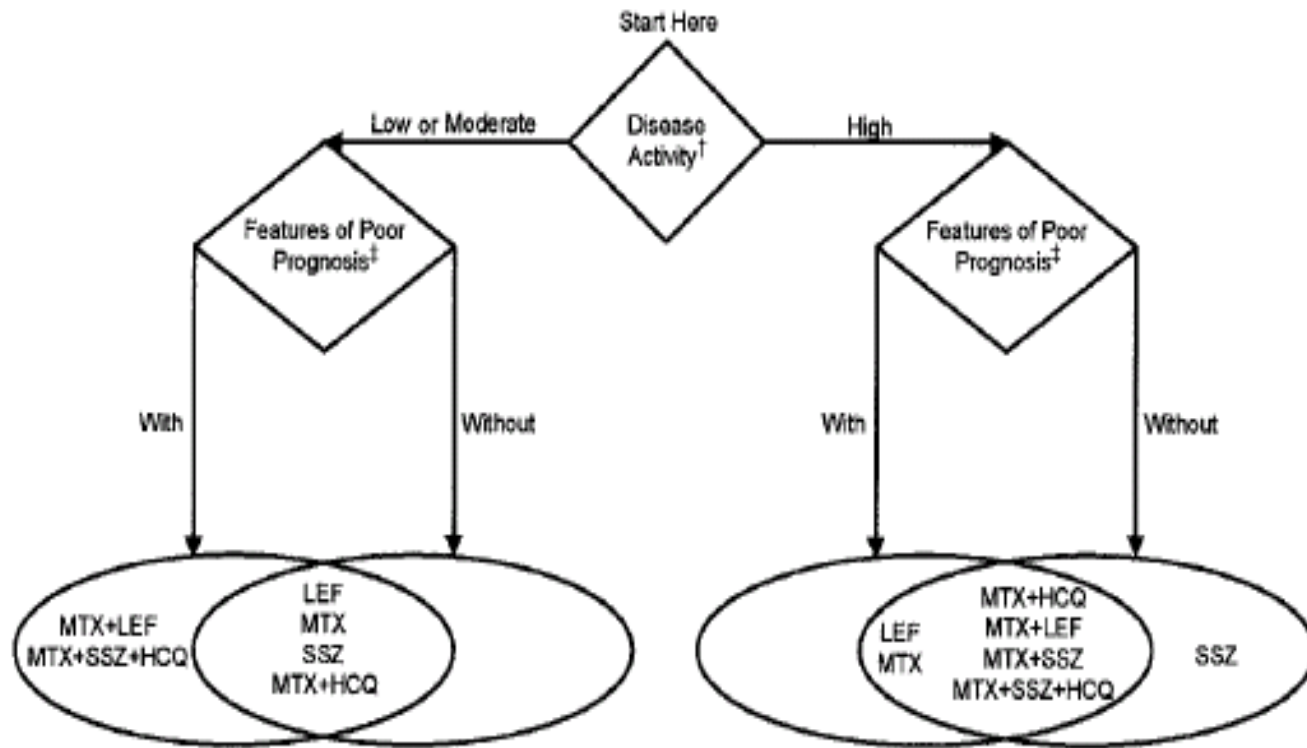 Start Here
Low or Moderate
Disease
Activity†
High
Features of Poor
Prognosis‡
Features of Poor
Prognosis‡
With
Without
With
Without
MTX+LEF
MTX+SSZ+HCQ
LEF
MTX
SSZ
MTX+HCQ
LEF
MTX
MTX+HCQ
MTX+LEF
MTX+SSZ
MTX+SSZ+HCQ
SSZ